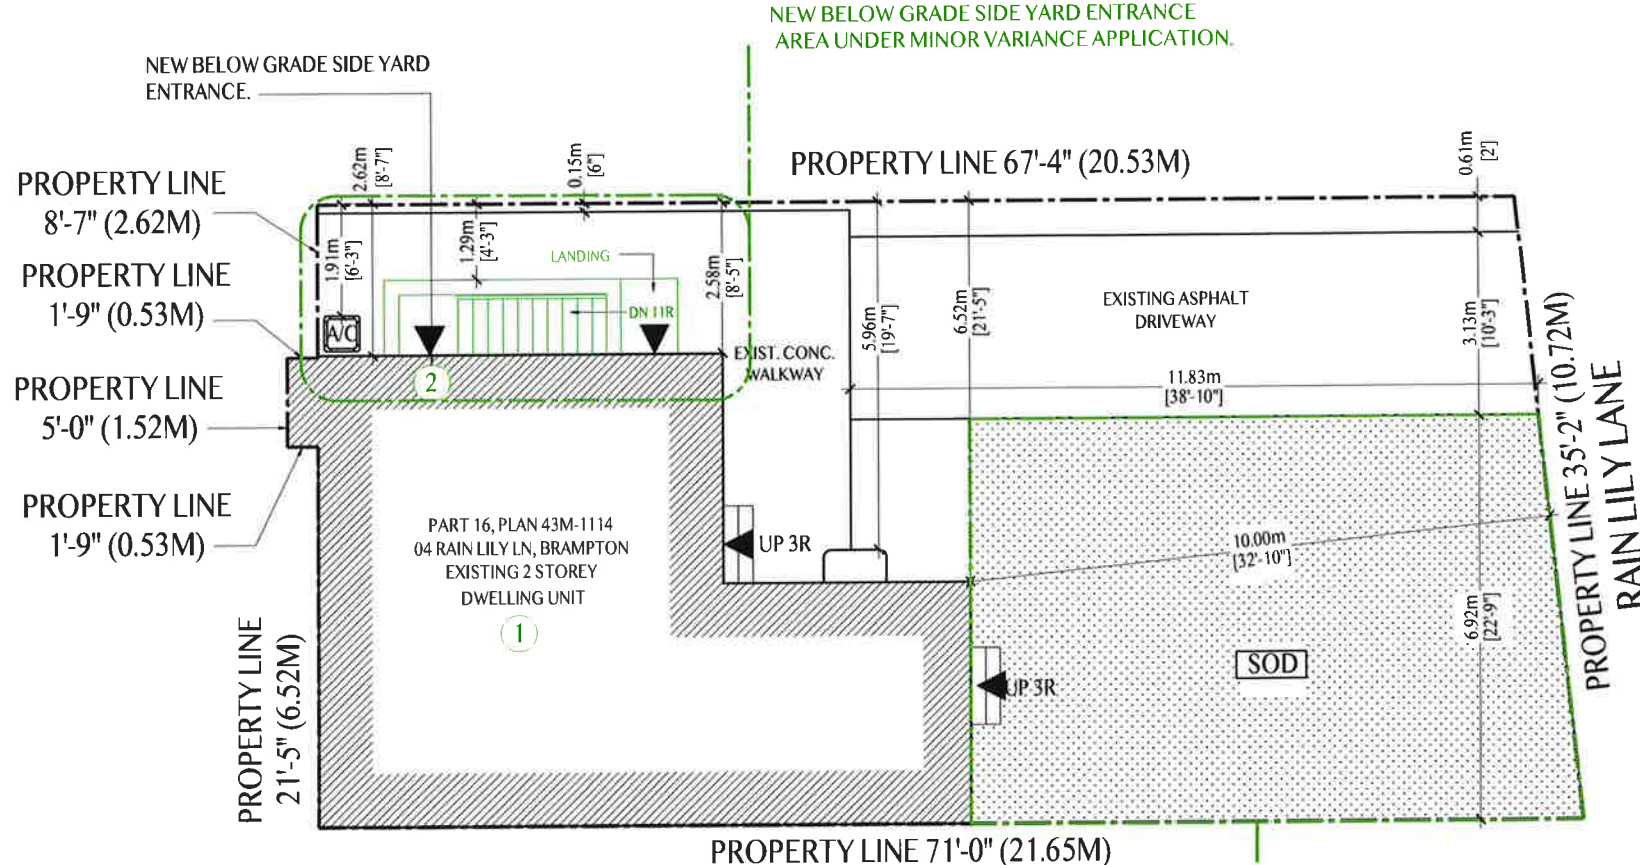 NEW BELOW GRADE SIDE YARD ENTRANCE
AREA UNDER MINOR VARIANCE APPLICATION.
NEW BELOW GRADE SIDE YARD
ENTRANCE.
PROPERTY LINE 67'-4" (20.53M)
0.61m
[2']
2.62m
[8'-7"]
0.15m
[6"]
PROPERTY LINE
8'-7" (2.62M)
PROPERTY LINE
1'-9" (0.53M)
PROPERTY LINE
5'-0" (1.52M)
PROPERTY LINE
1'-9" (0.53M)
1.91m
[6'-3"]
1.29m
[4'-3"]
LANDING
2.58m
[8'-5"]
DN 11R
A/C
2
EXIST. CONC.
WALKWAY
5.96m
[19'-7"]
6.52m
[21'-5"]
EXISTING ASPHALT
DRIVEWAY
3.13m
[10'-3"]
11.83m
[38'-10"]
PROPERTY LINE 35'-2" (10.72M)
RAIN LILY LANE
PART 16, PLAN 43M-1114
04 RAIN LILY LN, BRAMPTON
EXISTING 2 STOREY
DWELLING UNIT
1
UP 3R
10.00m
[32'-10"]
6.92m
[22'-9"]
SOD
UP 3R
PROPERTY LINE
21'-5" (6.52M)
PROPERTY LINE 71'-0" (21.65M)